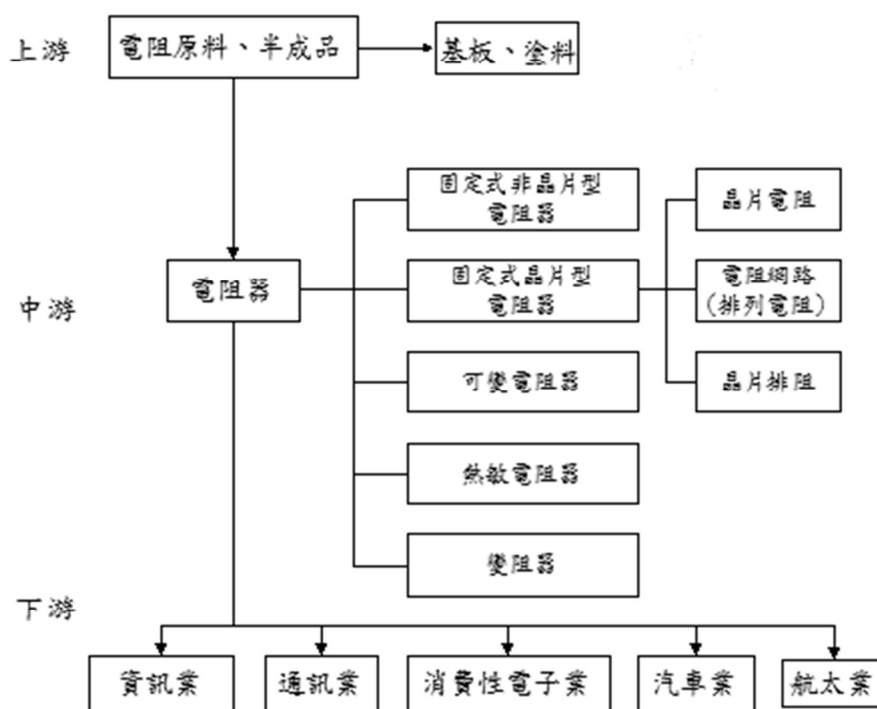 上游
電阻原料、半成品
基板、塗料
固定式非晶片型
電阻器
晶片電阻
中游
電阻器
固定式晶片型
電阻器
電阻網路
(排列電阻)
可變電阻器
晶片排阻
熱敏電阻器
變阻器
下游
資訊業
通訊業
消費性電子業
汽車業
航太業